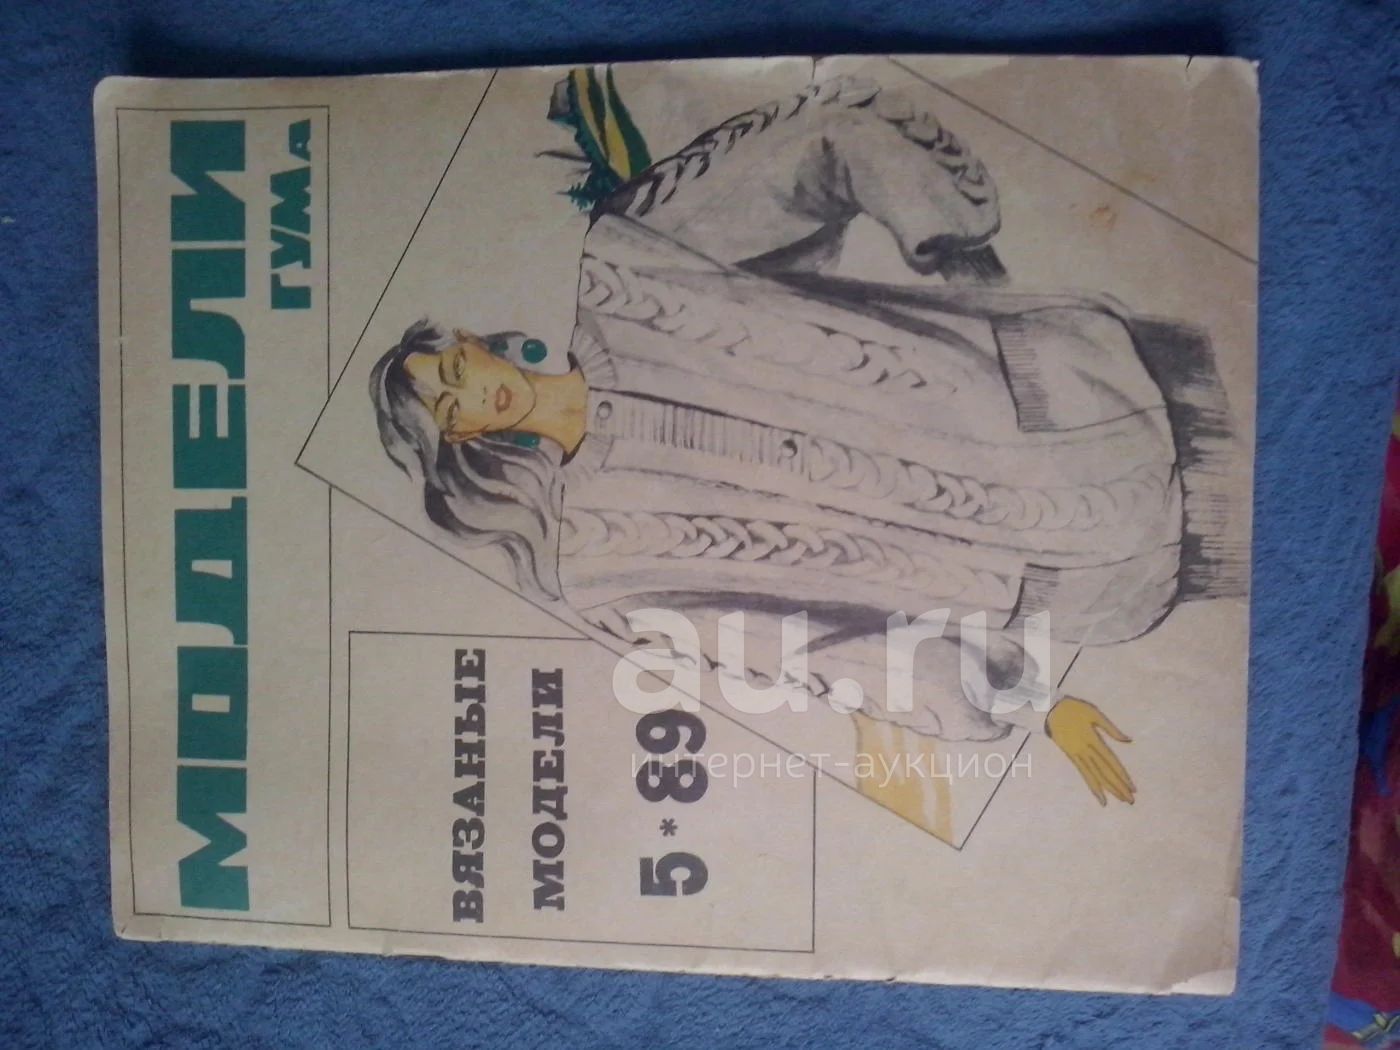 МОДЕЛИ
ГУМа
ВЯЗАНЫЕ
МОДЕЛИ
5*89
au.ru
интернет-аукцион